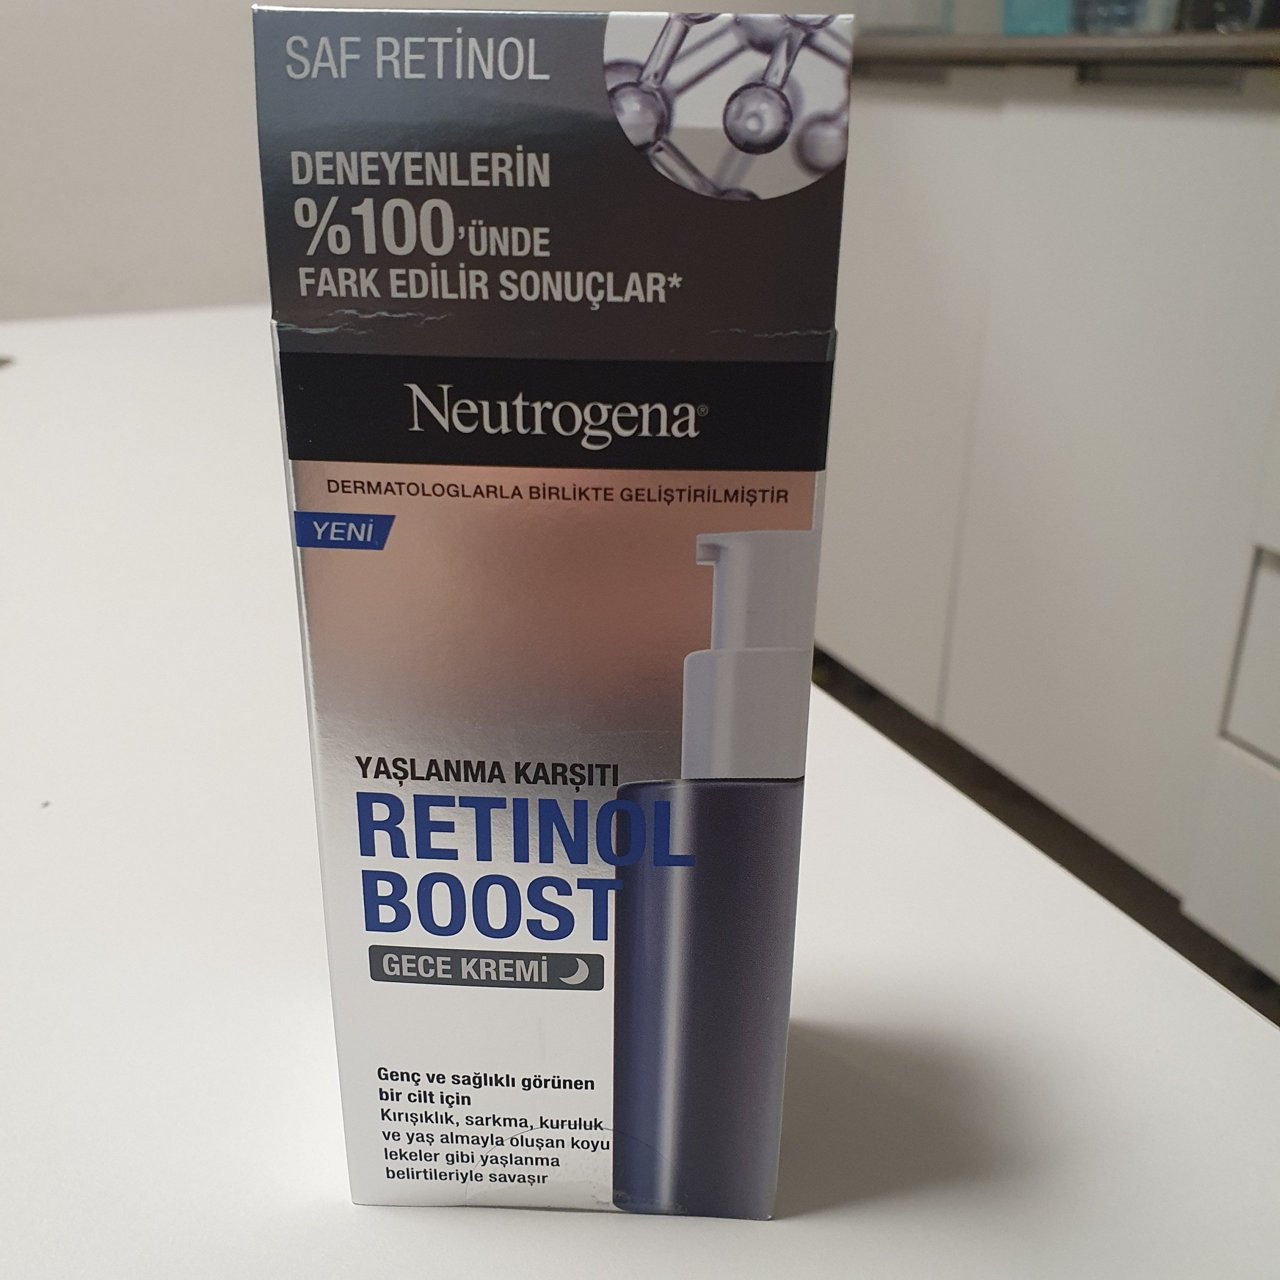 SAF RETİNOL
DENEYENLERİN
%100'ÜNDE
FARK EDİLİR SONUÇLAR*
Neutrogena®
DERMATOLOGLARLA BİRLİKTE GELİŞTİRİLMİŞTİR
YENİ
YAŞLANMA KARŞITI
RETINOL
BOOST
GECE KREMİ
Genç ve sağlıklı görünen
bir cilt için
Kırışıklık, sarkma, kuruluk
ve yaş almayla oluşan koyu
lekeler gibi yaşlanma
belirtileriyle savaşır